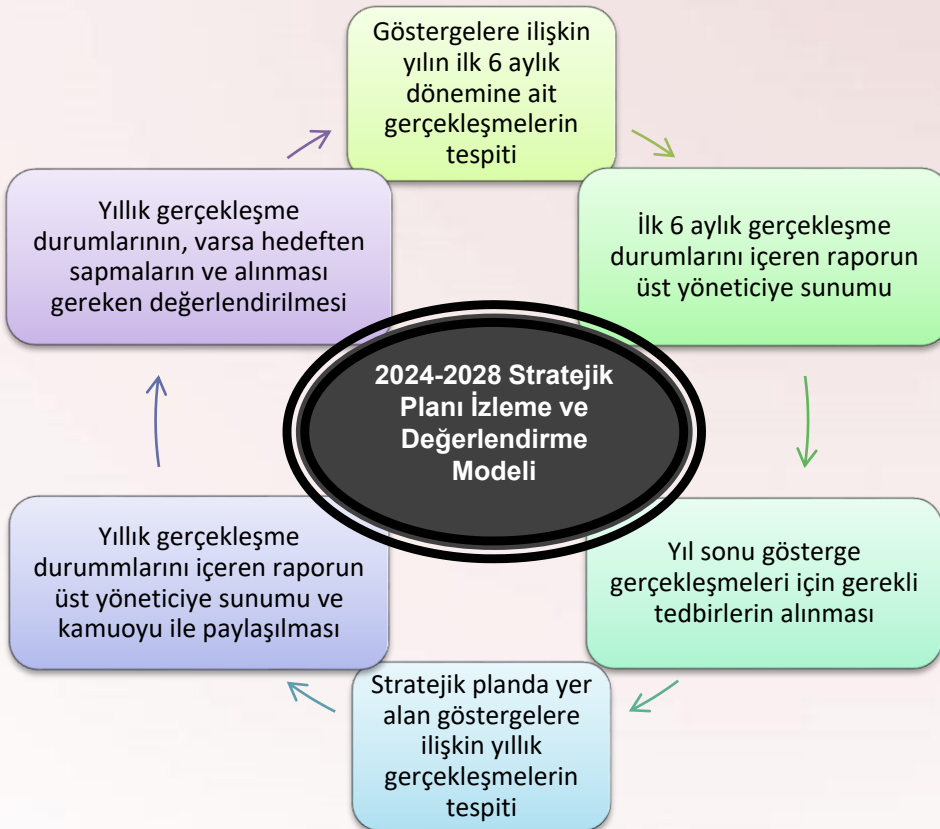 Göstergelere ilişkin
yılın ilk 6 aylık
dönemine ait
gerçekleşmelerin
tespiti
İlk 6 aylık gerçekleşme
durumlarını içeren raporun
üst yöneticiye sunumu
Yıl sonu gösterge
gerçekleşmeleri için gerekli
tedbirlerin alınması
Stratejik planda yer
alan göstergelere
ilişkin yıllık
gerçekleşmelerin
tespiti
Yıllık gerçekleşme
durummlarını içeren raporun
üst yöneticiye sunumu ve
kamuoyu ile paylaşılması
Yıllık gerçekleşme
durumlarının, varsa hedeften
sapmaların ve alınması
gereken değerlendirilmesi
2024-2028 Stratejik
Planı İzleme ve
Değerlendirme
Modeli